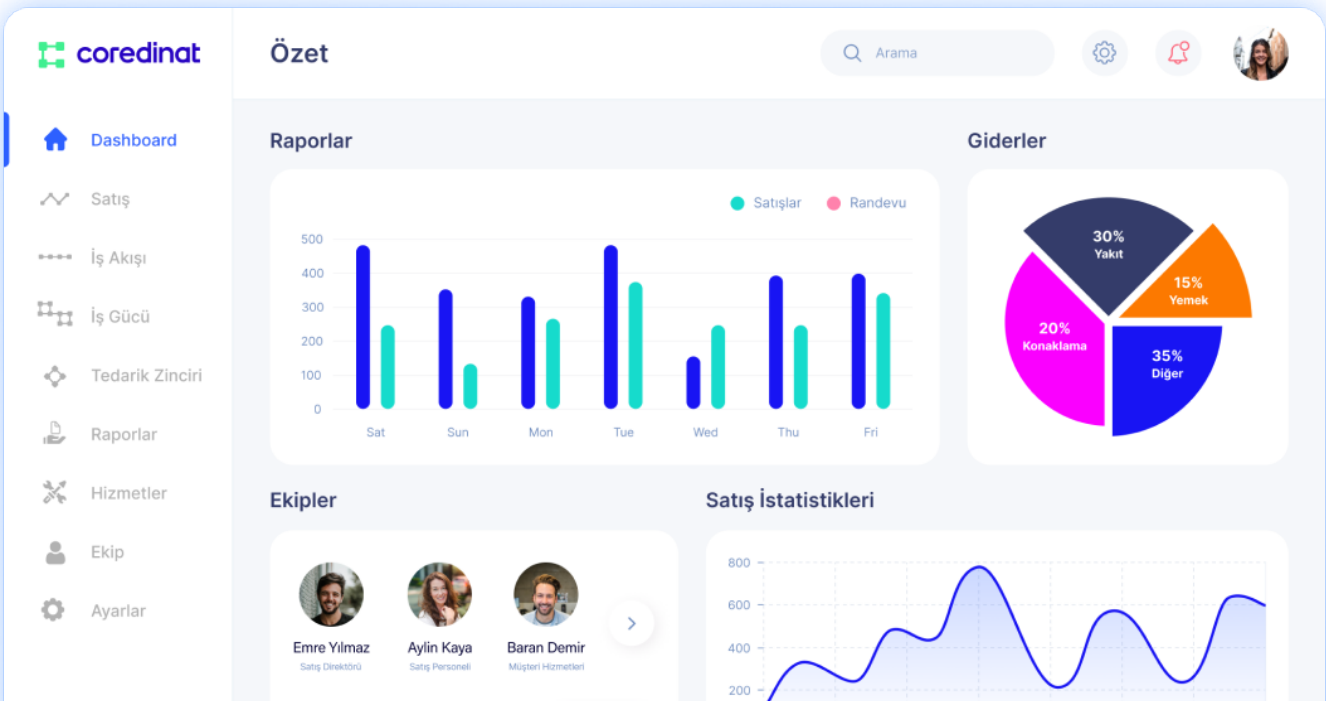 coredinat
Özet
Arama
Dashboard
Satış
İş Akışı
İş Gücü
Tedarik Zinciri
Raporlar
Hizmetler
Ekip
Ayarlar
Raporlar
Satışlar
Randevu
500
400
300
200
100
0
Sat
Sun
Mon
Tue
Wed
Thu
Fri
Giderler
30%
Yakıt
15%
Yemek
20%
Konaklama
35%
Diğer
Ekipler
Emre Yılmaz
Satış Direktörü
Aylin Kaya
Satış Personeli
Baran Demir
Müşteri Hizmetleri
Satış İstatistikleri
800
600
400
200